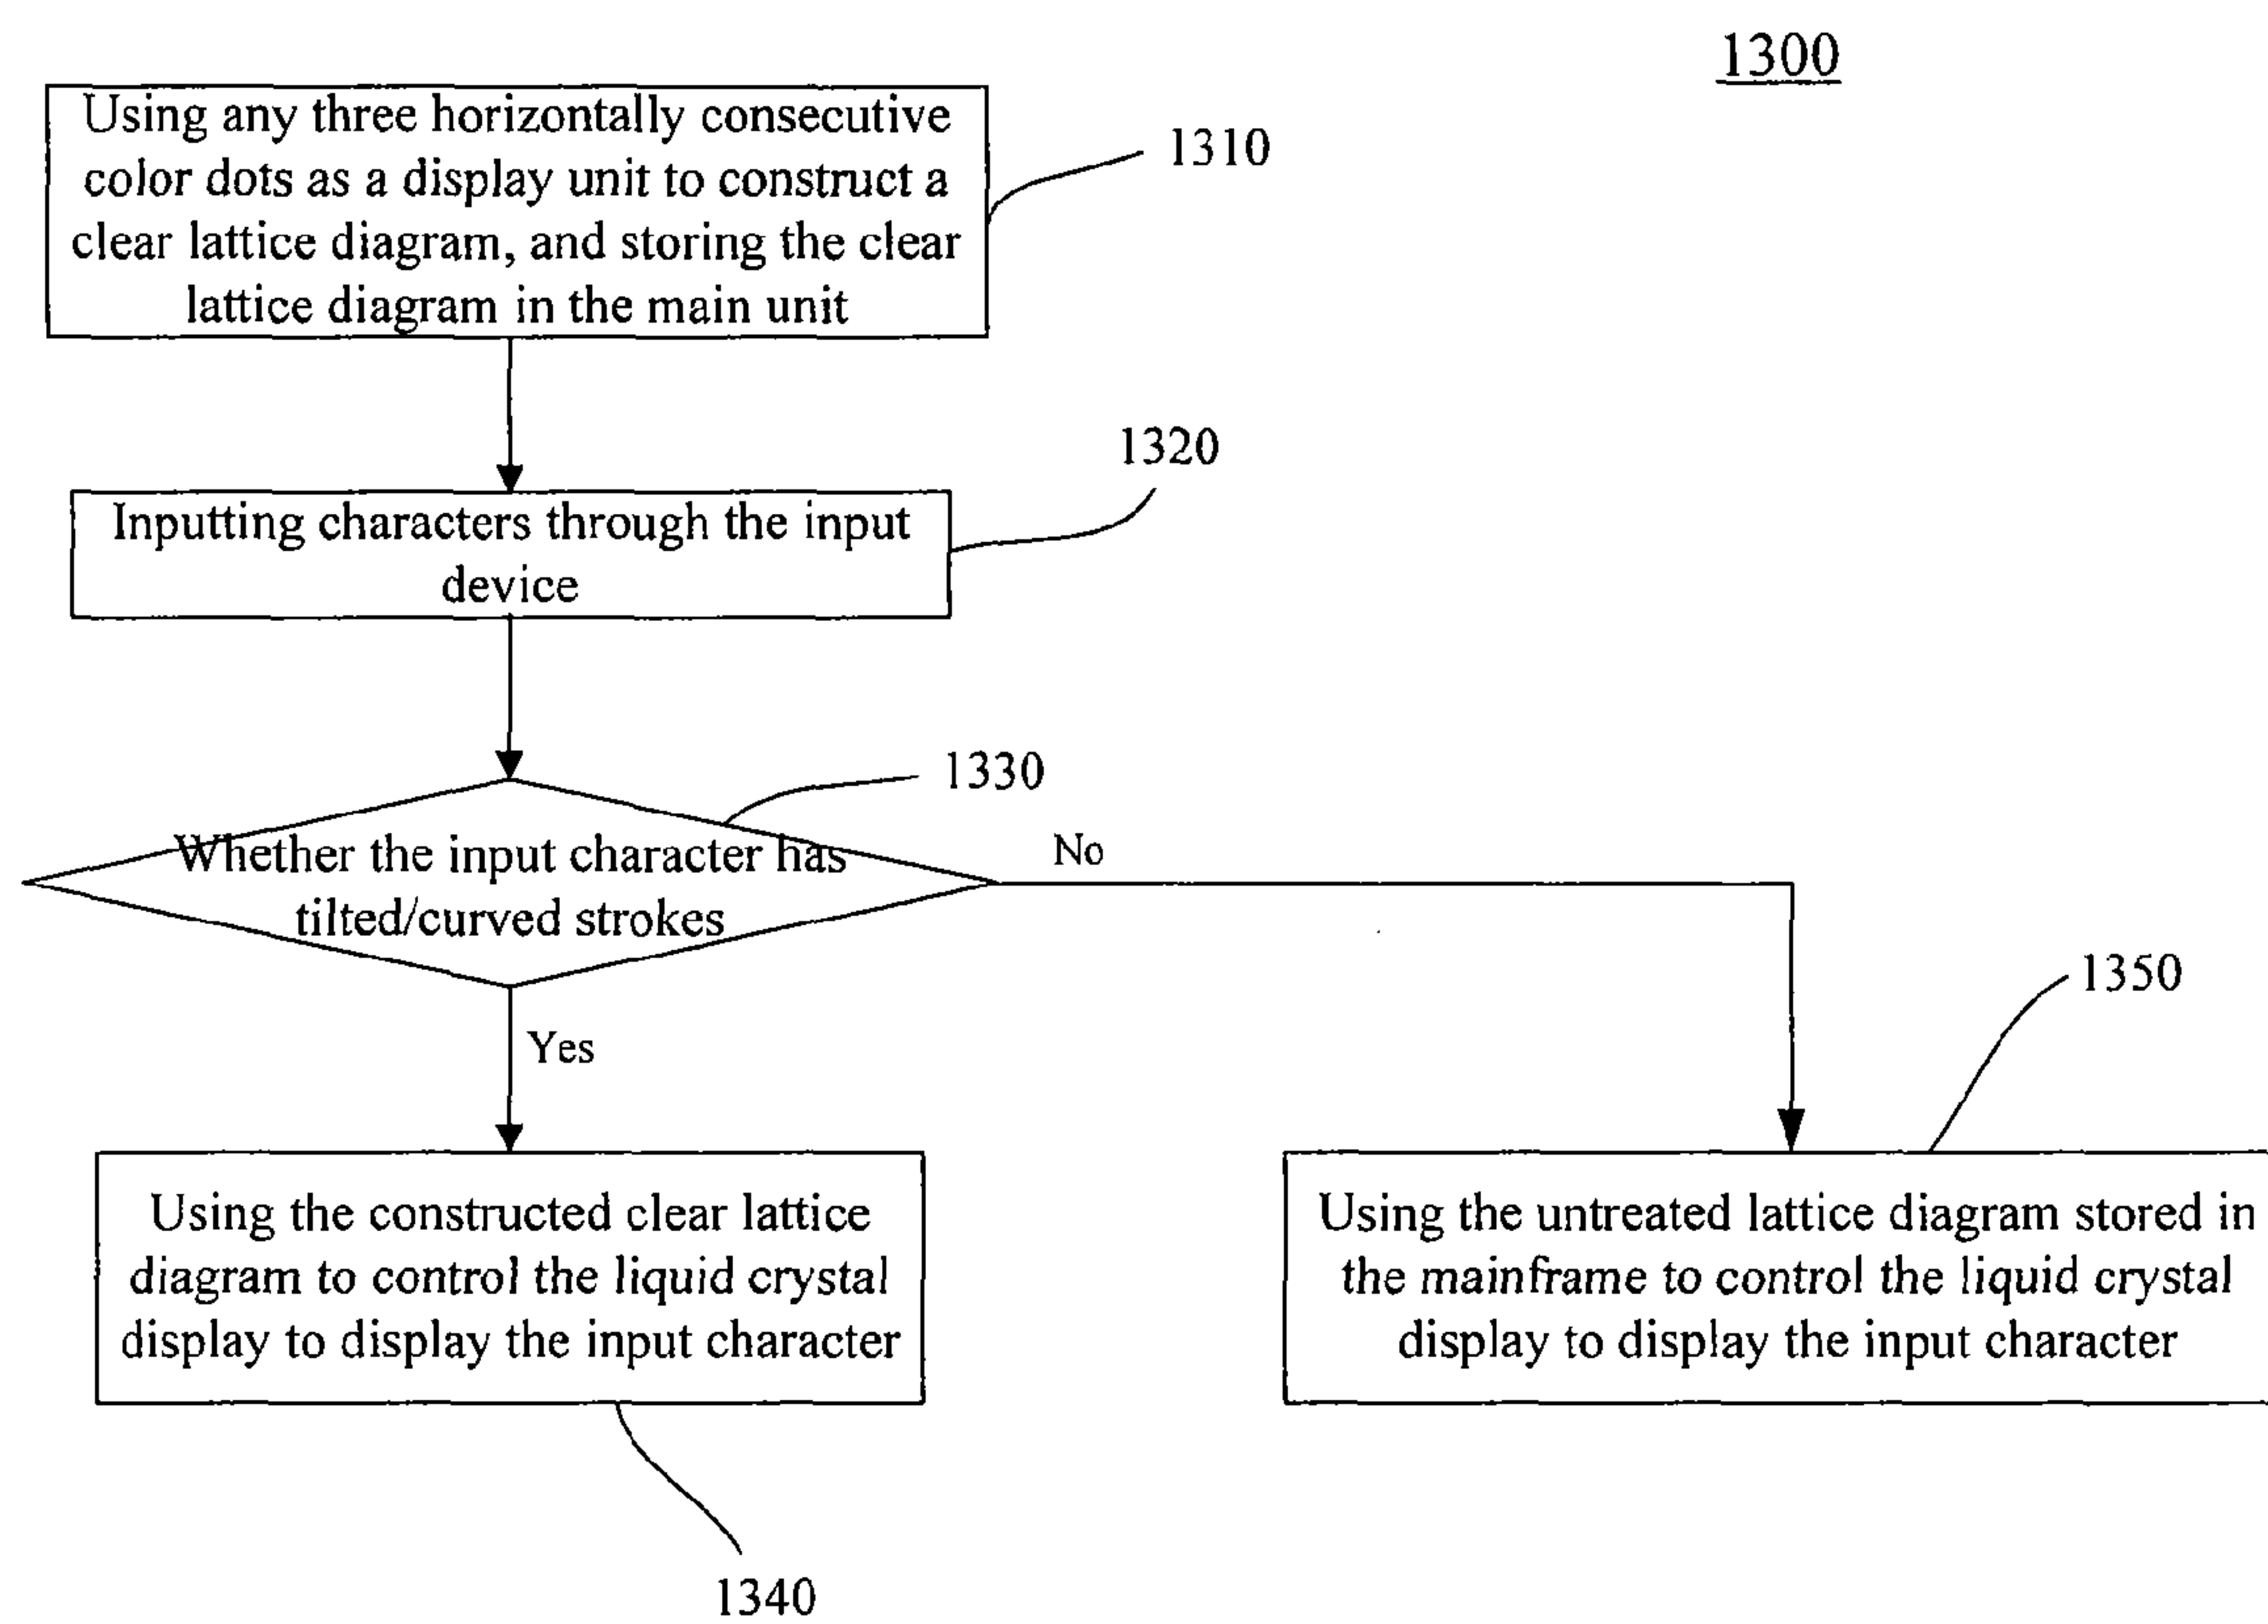 1300
Using any three horizontally consecutive
color dots as a display unit to construct a
clear lattice diagram, and storing the clear
lattice diagram in the main unit
1310
1320
Inputting characters through the input
device
1330
Whether the input character has
tilted/curved strokes
No
Yes
1350
Using the constructed clear lattice
diagram to control the liquid crystal
display to display the input character
Using the untreated lattice diagram stored in
the mainframe to control the liquid crystal
display to display the input character
1340